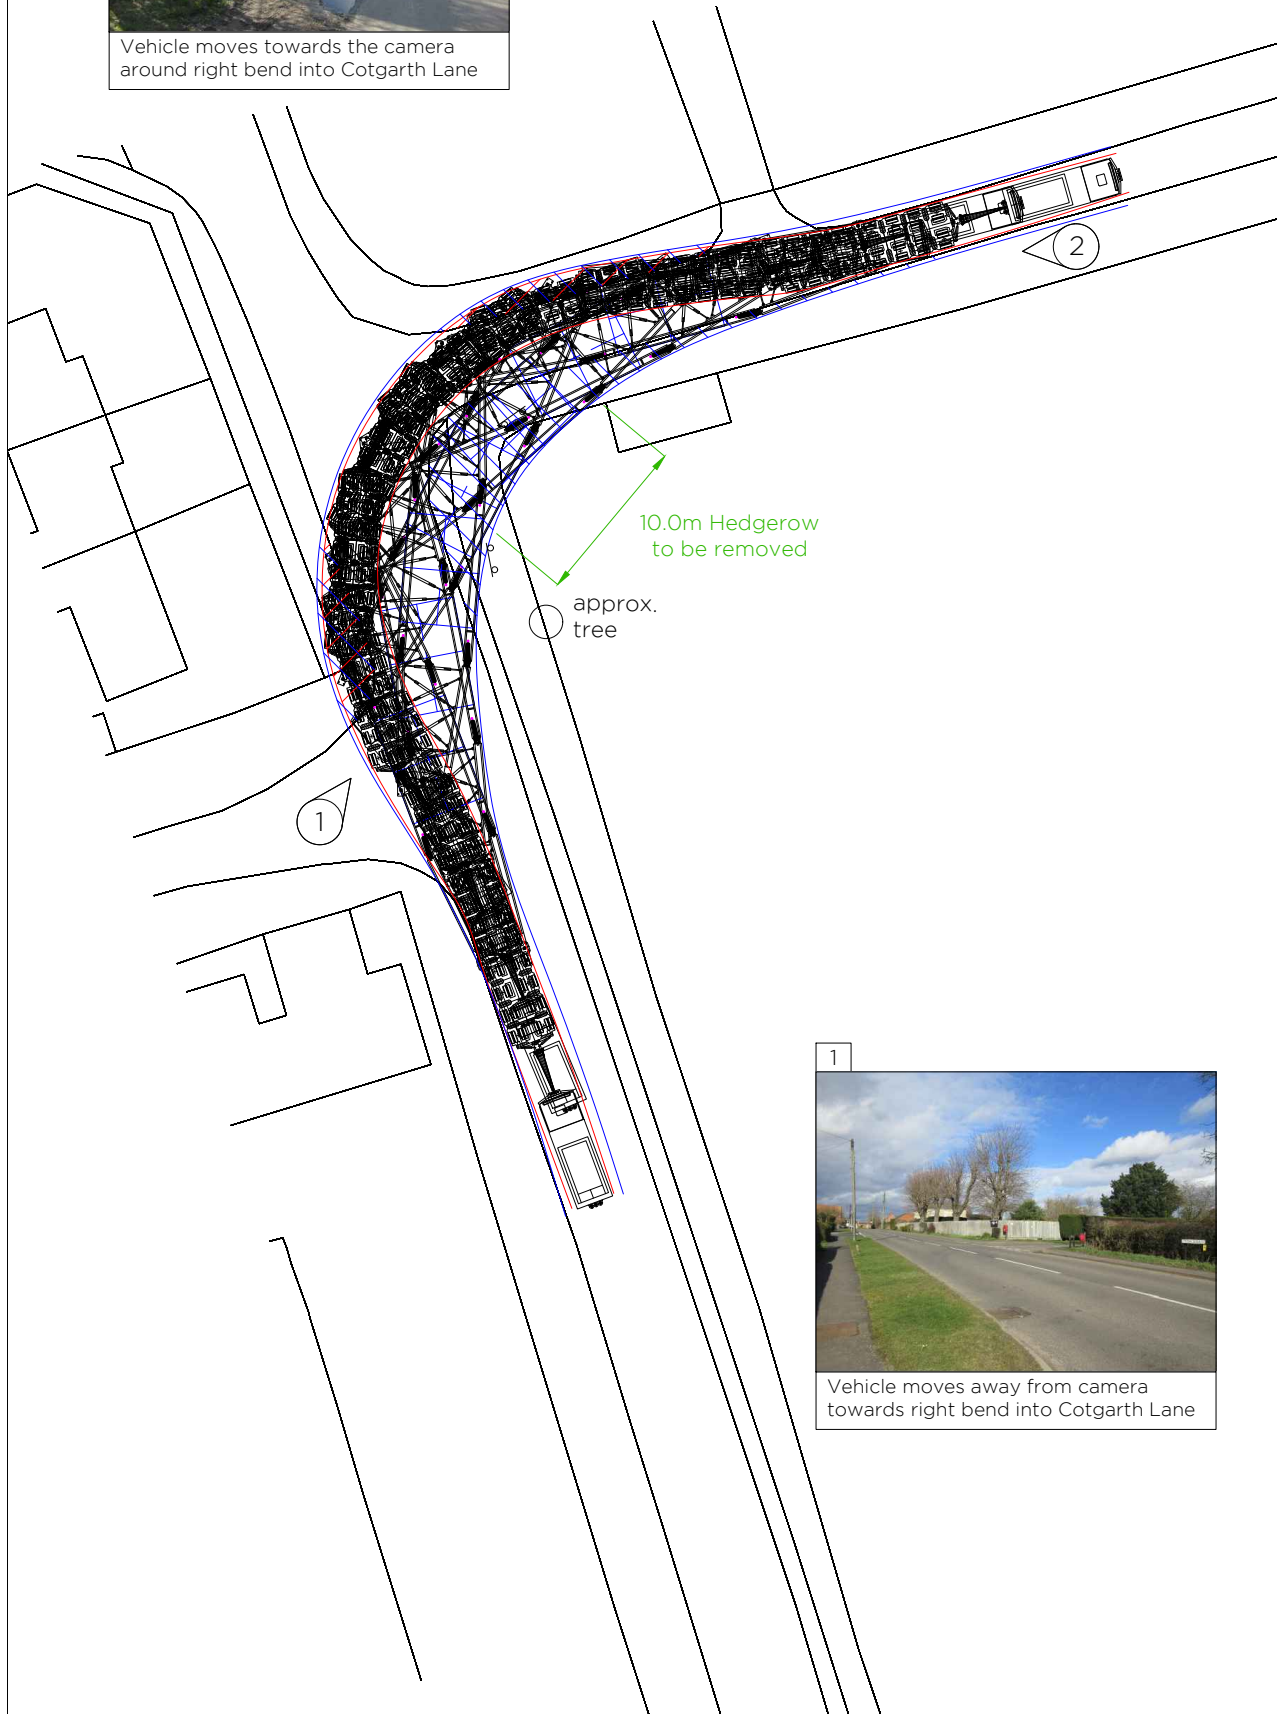 Vehicle moves towards the camera
around right bend into Cotgarth Lane
2
10.0m Hedgerow
to be removed
approx.
tree
1
1
Vehicle moves away from camera
towards right bend into Cotgarth Lane